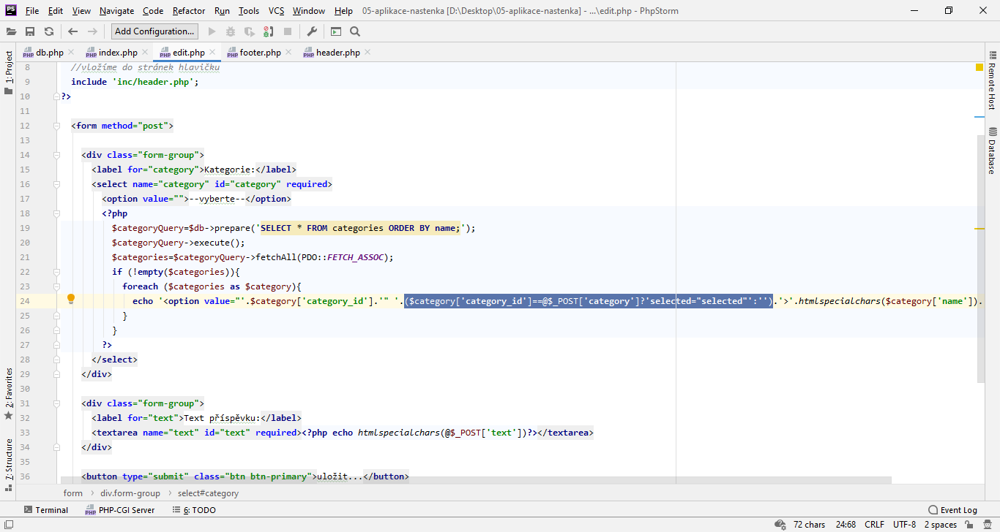 PS File Edit View Navigate Code Refactor Run Tools VCS Window Help 05-aplikace-nastenka [D:\Desktop\05-aplikace-nastenka] - ...\edit.php - PhpStorm
Add Configuration...
PHP db.php PHP index.php PHP edit.php PHP footer.php PHP header.php
1: Project
2: Favorites
7: Structure
8 //vložíme do stránek hlavičku
9 include 'inc/header.php';
10 ?>
11
12 <form method="post">
13
14 <div class="form-group">
15 <label for="category">Kategorie:</label>
16 <select name="category" id="category" required>
17 <option value="">--vyberte--</option>
18 <?php
19 $categoryQuery=$db->prepare('SELECT * FROM categories ORDER BY name;');
20 $categoryQuery->execute();
21 $categories=$categoryQuery->fetchAll(PDO::FETCH_ASSOC);
22 if (!empty($categories)){
23 foreach ($categories as $category){
24 echo '<option value="'.$category['category_id'].'" '.($category['category_id']==@$_POST['category']?'selected="selected"':'').'>'.htmlspecialchars($category['name']).
25 }
26 }
27 ?>
28 </select>
29 </div>
30
31 <div class="form-group">
32 <label for="text">Text příspěvku:</label>
33 <textarea name="text" id="text" required><?php echo htmlspecialchars(@$_POST['text'])?></textarea>
34 </div>
35
36 <button type="submit" class="btn btn-primary">uložit...</button>
Remote Host
Database
form › div.form-group › select#category
Terminal PHP PHP-CGI Server 6: TODO Event Log
72 chars 24:68 CRLF UTF-8 2 spaces